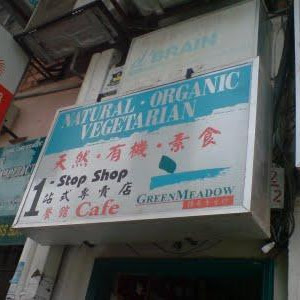 BRAIN
NATURAL · ORGANIC
VEGETARIAN
天然·有機·素食
1-Stop Shop
站式專賣店
餐館 Cafe
GREENMEADOW